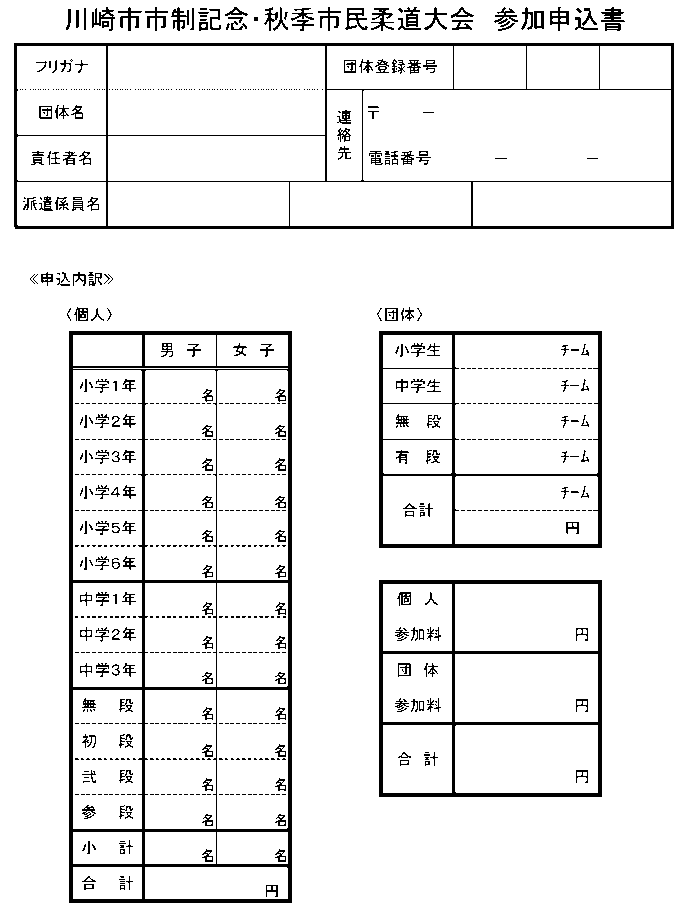 川崎市市制記念・秋季市民柔道大会　参加申込書
フリガナ　団体登録番号
団体名　連絡先　〒　－
責任者名　電話番号　－　－
派遣係員名
≪申込内訳≫
〈個人〉
男　子　女　子
小学1年　名　名
小学2年　名　名
小学3年　名　名
小学4年　名　名
小学5年　名　名
小学6年　名　名
中学1年　名　名
中学2年　名　名
中学3年　名　名
無　段　名　名
初　段　名　名
弐　段　名　名
参　段　名　名
小　計　名　名
合　計　円
〈団体〉
小学生　ﾁｰﾑ
中学生　ﾁｰﾑ
無　段　ﾁｰﾑ
有　段　ﾁｰﾑ
合計　ﾁｰﾑ
円
個　人
参加料　円
団　体
参加料　円
合　計　円